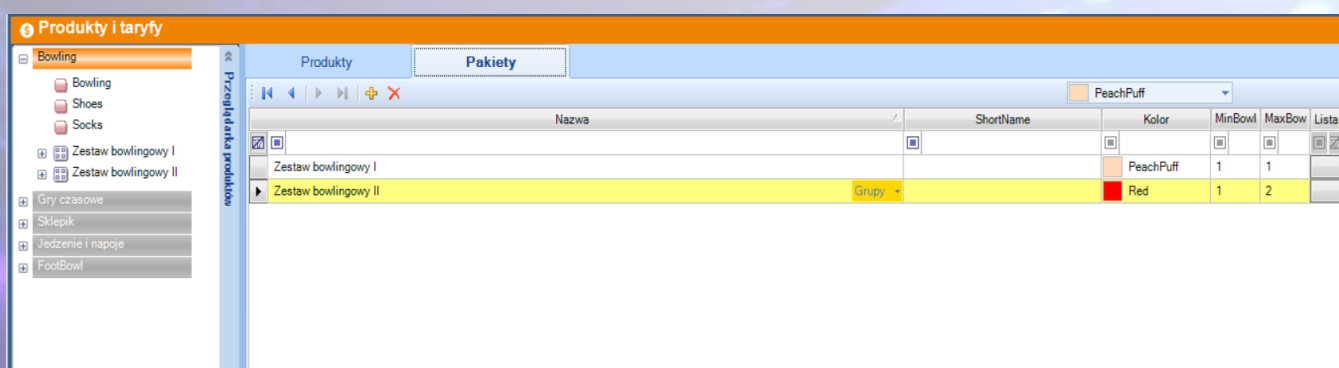 Produkty i taryfy
Bowling
Bowling
Shoes
Socks
Zestaw bowlingowy I
Zestaw bowlingowy II
Gry czasowe
Sklepik
Jedzenie i napoje
FootBowl
Przeglądarka produktów
Produkty Pakiety
PeachPuff
Nazwa ShortName Kolor MinBowl MaxBow Lista
Zestaw bowlingowy I PeachPuff 1 1
Zestaw bowlingowy II Grupy Red 1 2